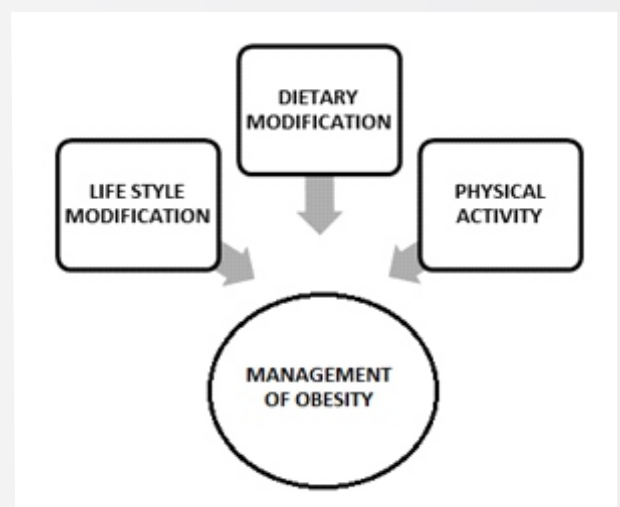 DIETARY
MODIFICATION
LIFE STYLE
MODIFICATION
PHYSICAL
ACTIVITY
MANAGEMENT
OF OBESITY